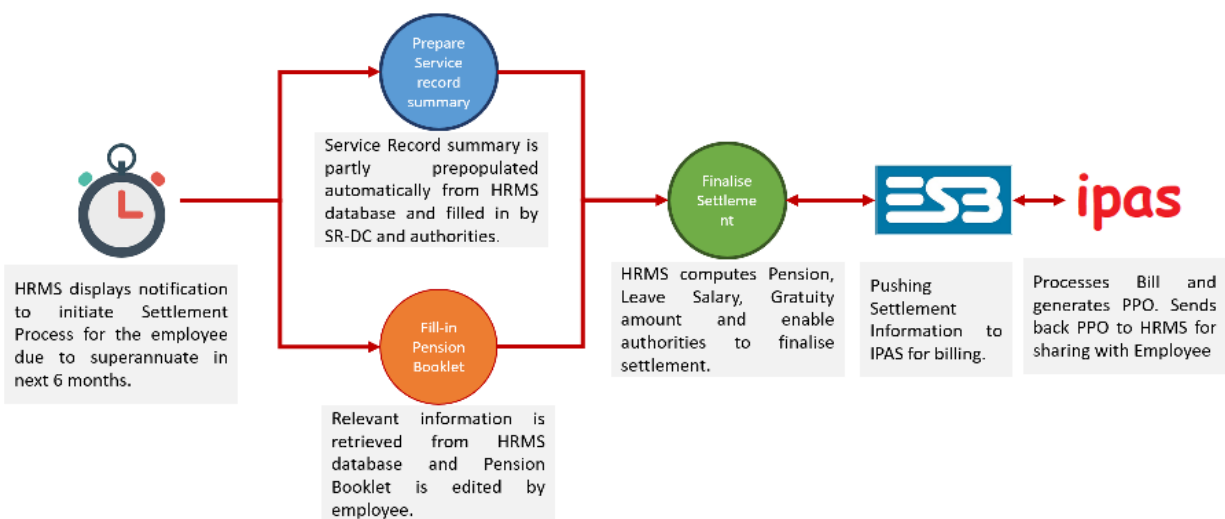 Prepare
Service
record
summary
Service Record summary is
partly prepopulated
automatically from HRMS
database and filled in by
SR-DC and authorities.
HRMS displays notification
to initiate Settlement
Process for the employee
due to superannuate in
next 6 months.
Fill-in
Pension
Booklet
Relevant information is
retrieved from HRMS
database and Pension
Booklet is edited by
employee.
Finalise
Settleme
nt
HRMS computes Pension,
Leave Salary, Gratuity
amount and enable
authorities to finalise
settlement.
ESB
Pushing
Settlement
Information to
IPAS for billing.
ipas
Processes Bill and
generates PPO. Sends
back PPO to HRMS for
sharing with Employee